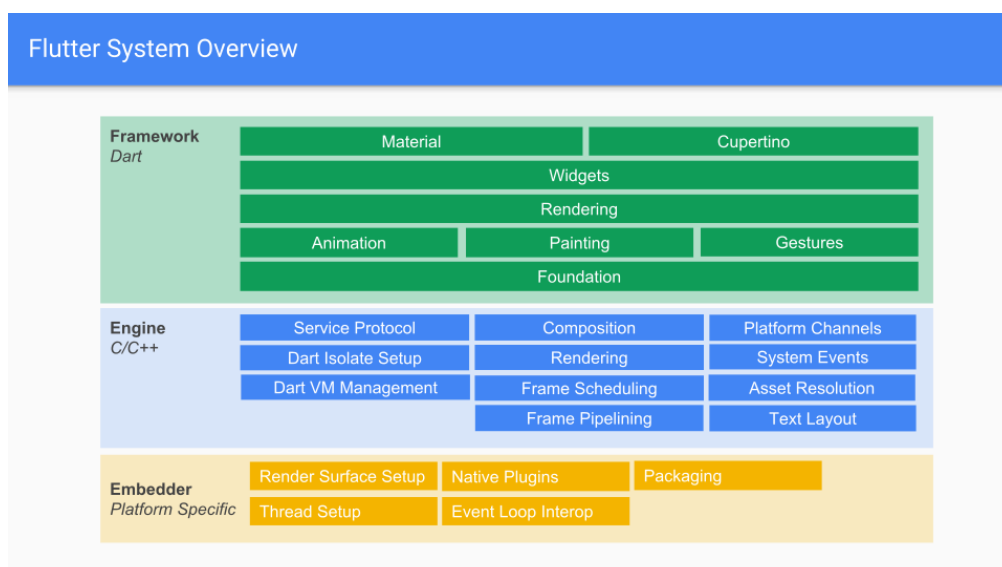 Flutter System Overview
Framework
Dart
Material
Cupertino
Widgets
Rendering
Animation
Painting
Gestures
Foundation
Engine
C/C++
Service Protocol
Composition
Platform Channels
Dart Isolate Setup
Rendering
System Events
Dart VM Management
Frame Scheduling
Asset Resolution
Frame Pipelining
Text Layout
Embedder
Platform Specific
Render Surface Setup
Native Plugins
Packaging
Thread Setup
Event Loop Interop